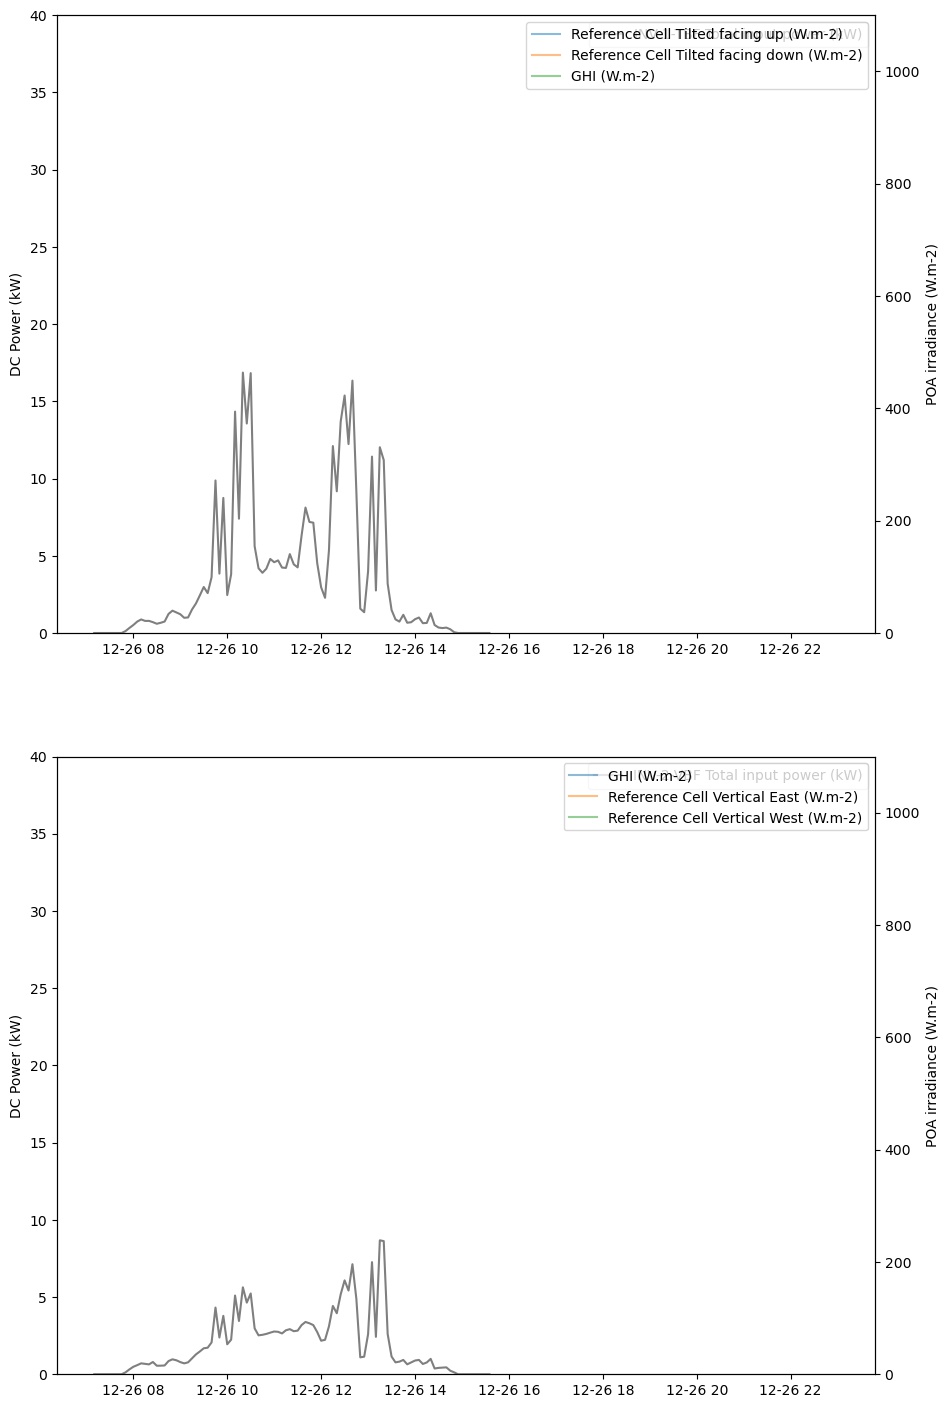 40
35
30
25
20
15
10
5
0
DC Power (kW)
Reference Cell Tilted facing up (W.m-2)
Reference Cell Tilted facing down (W.m-2)
GHI (W.m-2)
1000
800
600
400
200
0
POA irradiance (W.m-2)
12-26 08 12-26 10 12-26 12 12-26 14 12-26 16 12-26 18 12-26 20 12-26 22
40
35
30
25
20
15
10
5
0
DC Power (kW)
GHI (W.m-2)
Total input power (kW)
Reference Cell Vertical East (W.m-2)
Reference Cell Vertical West (W.m-2)
1000
800
600
400
200
0
POA irradiance (W.m-2)
12-26 08 12-26 10 12-26 12 12-26 14 12-26 16 12-26 18 12-26 20 12-26 22